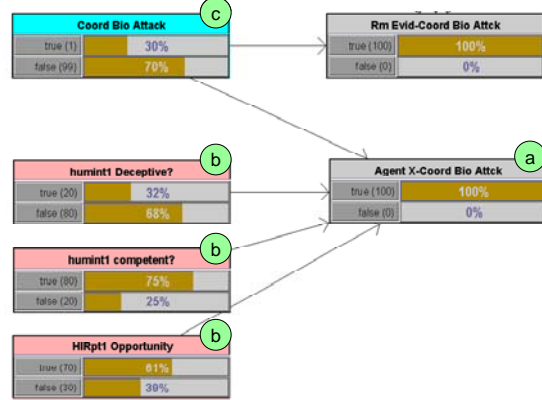 Coord Bio Attack
c
true (1) 30%
false (99) 70%
Rm Evid-Coord Bio Attck
true (100) 100%
false (0) 0%
humint1 Deceptive?
b
true (20) 32%
false (80) 68%
Agent X-Coord Bio Attck
a
true (100) 100%
false (0) 0%
humint1 competent?
b
true (80) 75%
false (20) 25%
HIRpt1 Opportunity
b
true (70) 61%
false (30) 39%